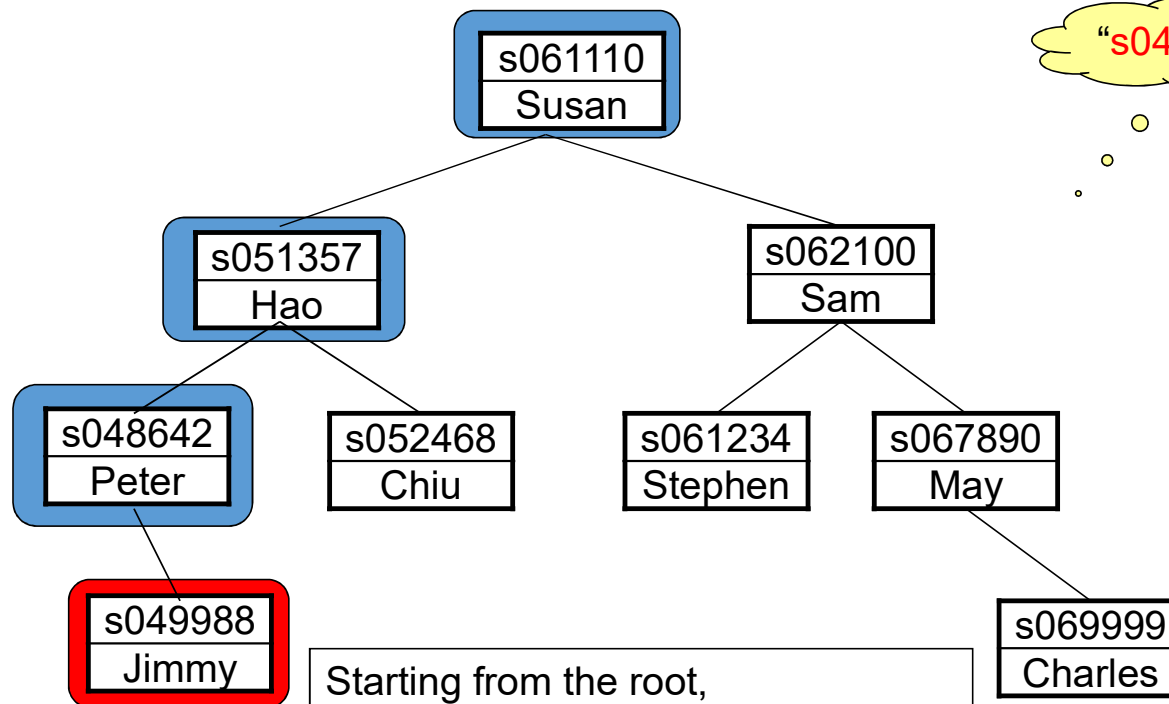 s061110
Susan
“s04
s051357
Hao
s062100
Sam
s048642
Peter
s052468
Chiu
s061234
Stephen
s067890
May
s049988
Jimmy
s069999
Charles
Starting from the root,